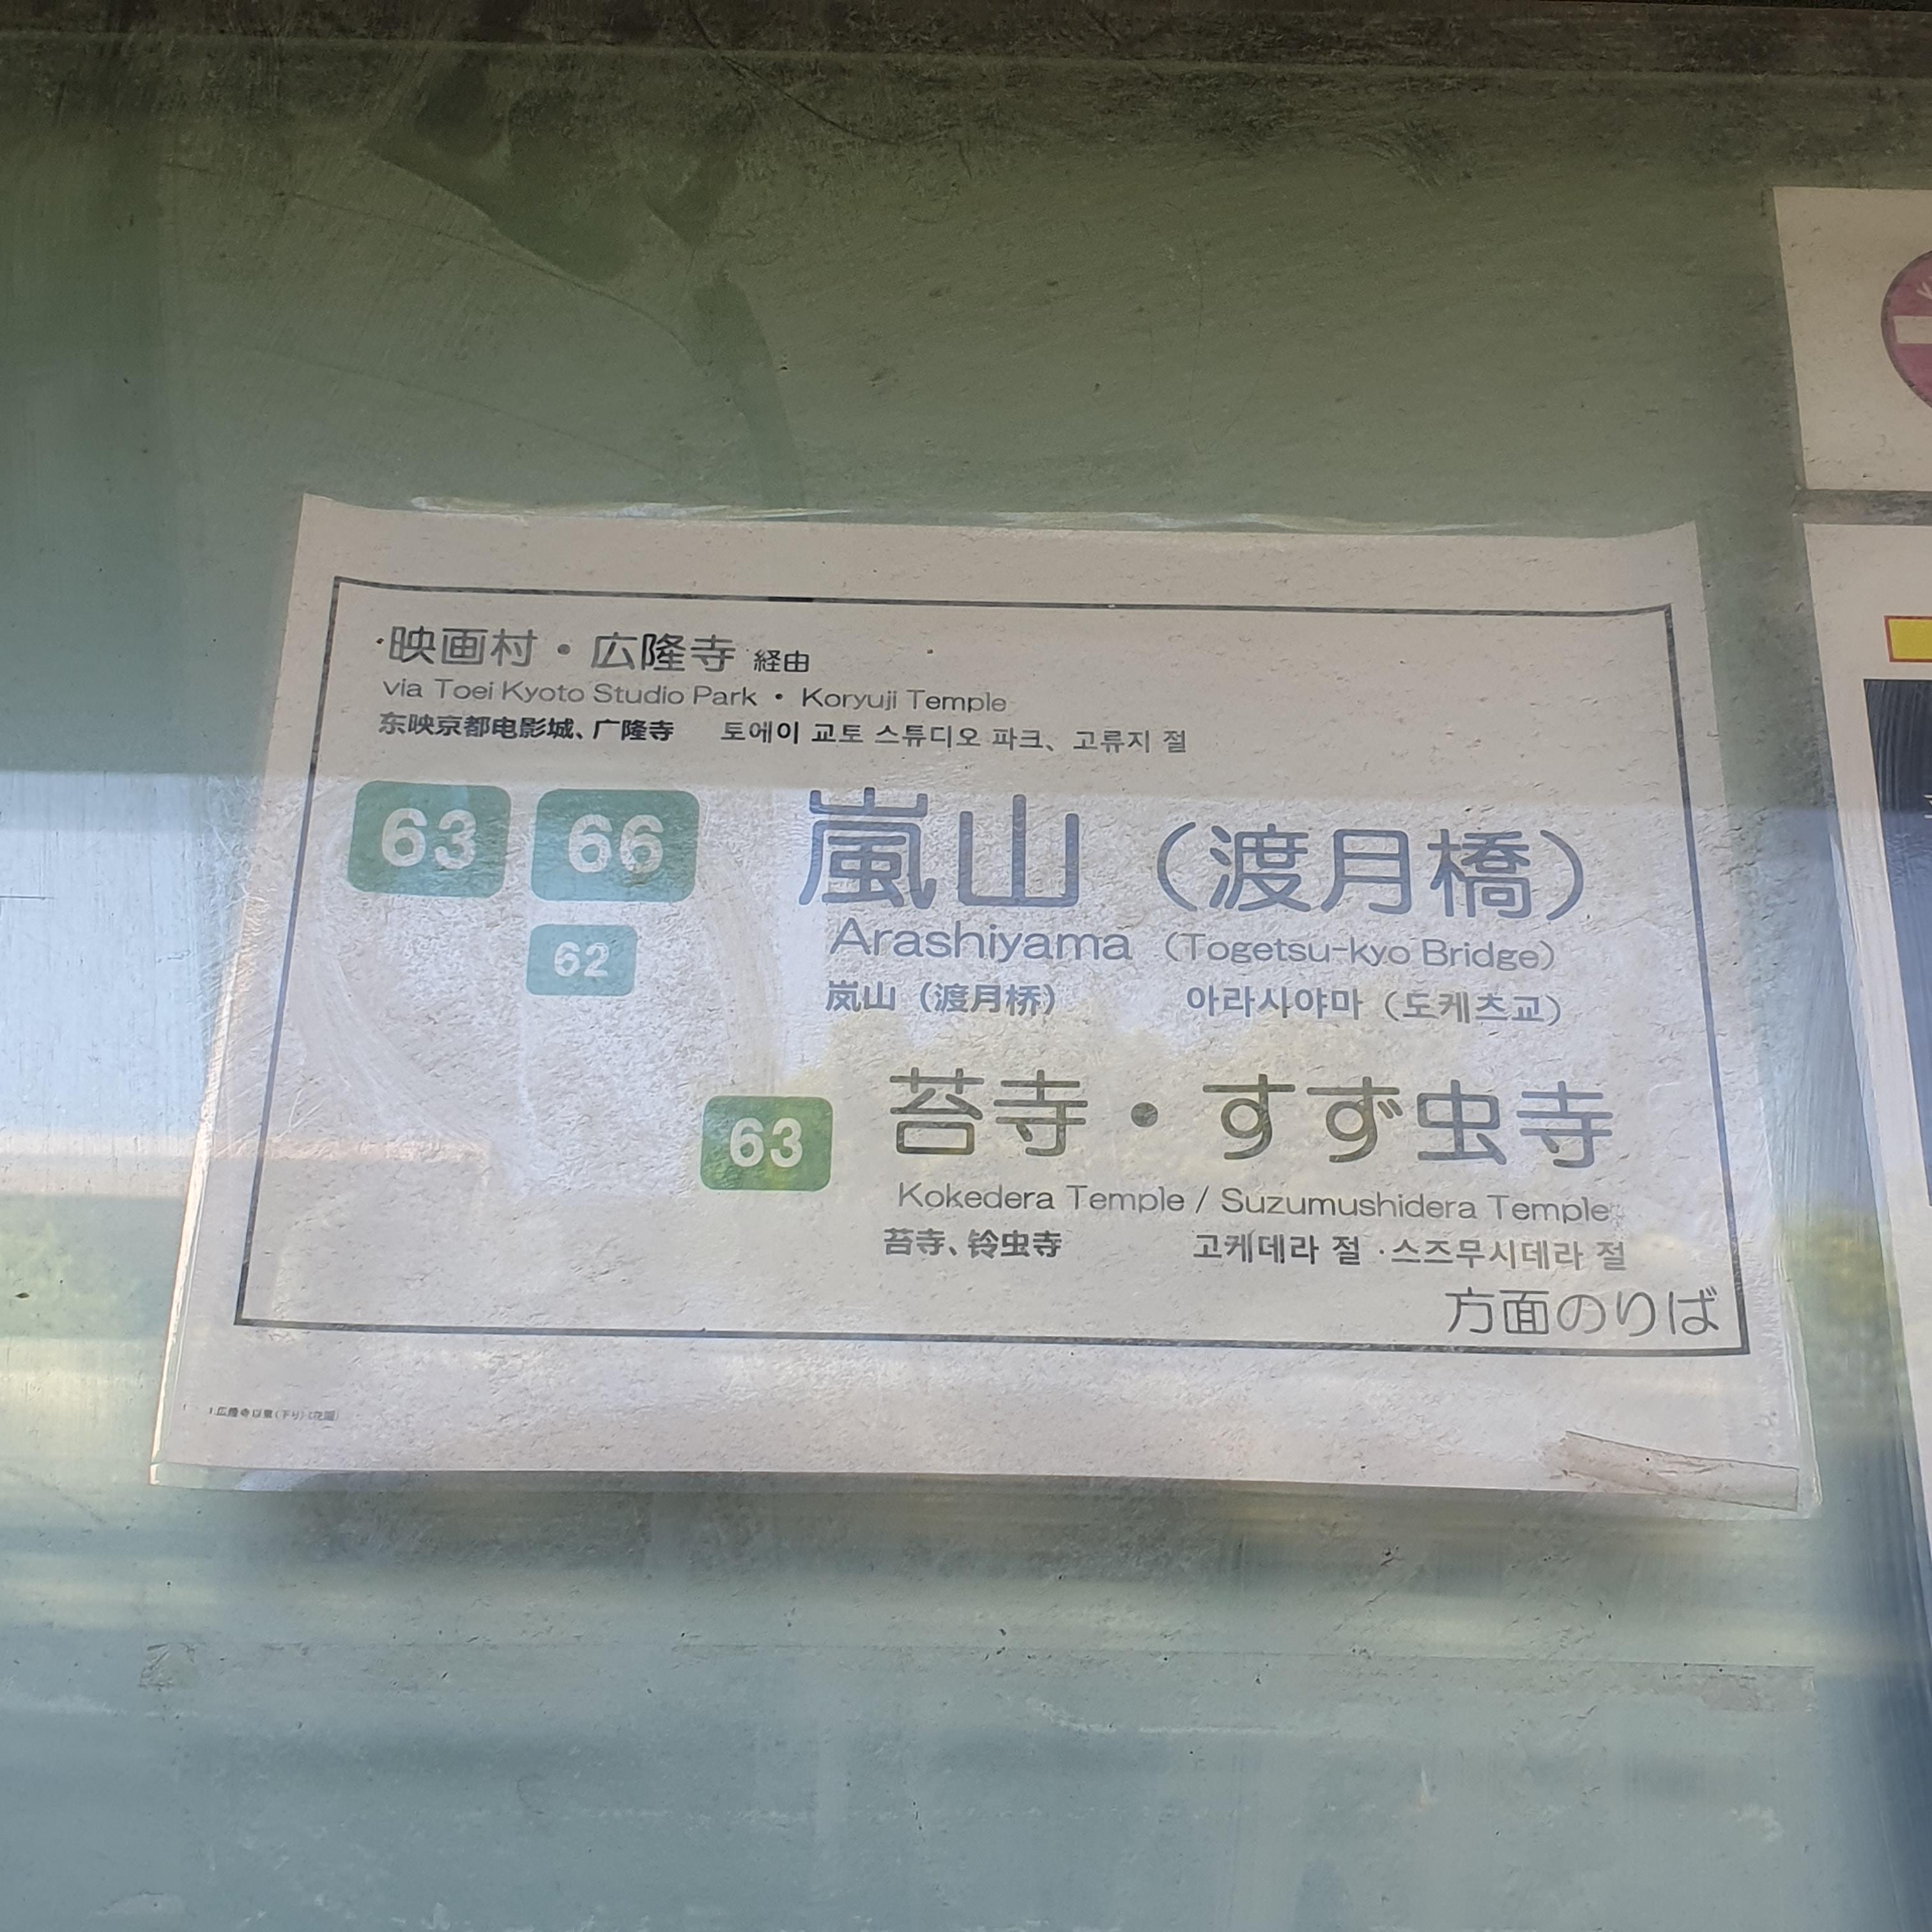 映画村・広隆寺 経由
via Toei Kyoto Studio Park • Koryuji Temple
东映京都电影城、广隆寺 토에이 교토 스튜디오 파크、고류지 절
63 66 嵐山（渡月橋）
Arashiyama （Togetsu-kyo Bridge）
62
岚山（渡月桥） 아라시야마（도케츠교）
63 苔寺・すず虫寺
Kokedera Temple / Suzumushidera Temple
苔寺、铃虫寺 고케데라 절·스즈무시데라 절
方面のりば